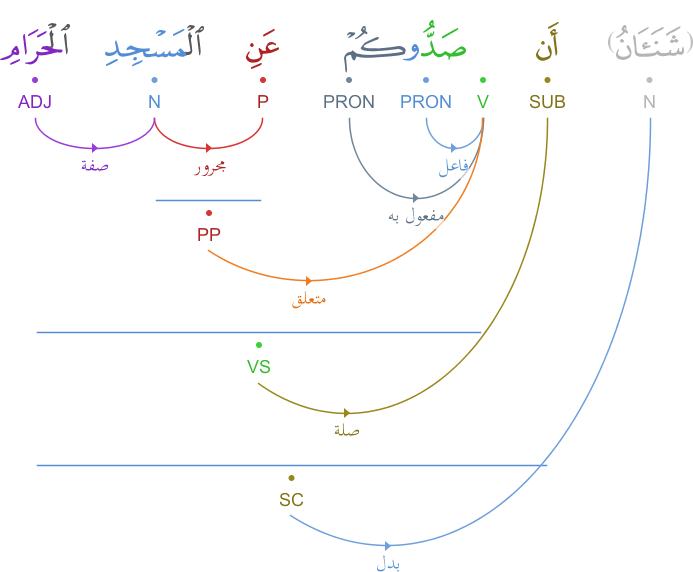 (شَنَـَٔانُ) أَن صَدُّوكُمْ عَنِ ٱلْمَسْجِدِ ٱلْحَرَامِ
N SUB V PRON PRON P N ADJ
فاعل مجرور صفة
مفعول به
PP
متعلق
VS
صلة
SC
بدل